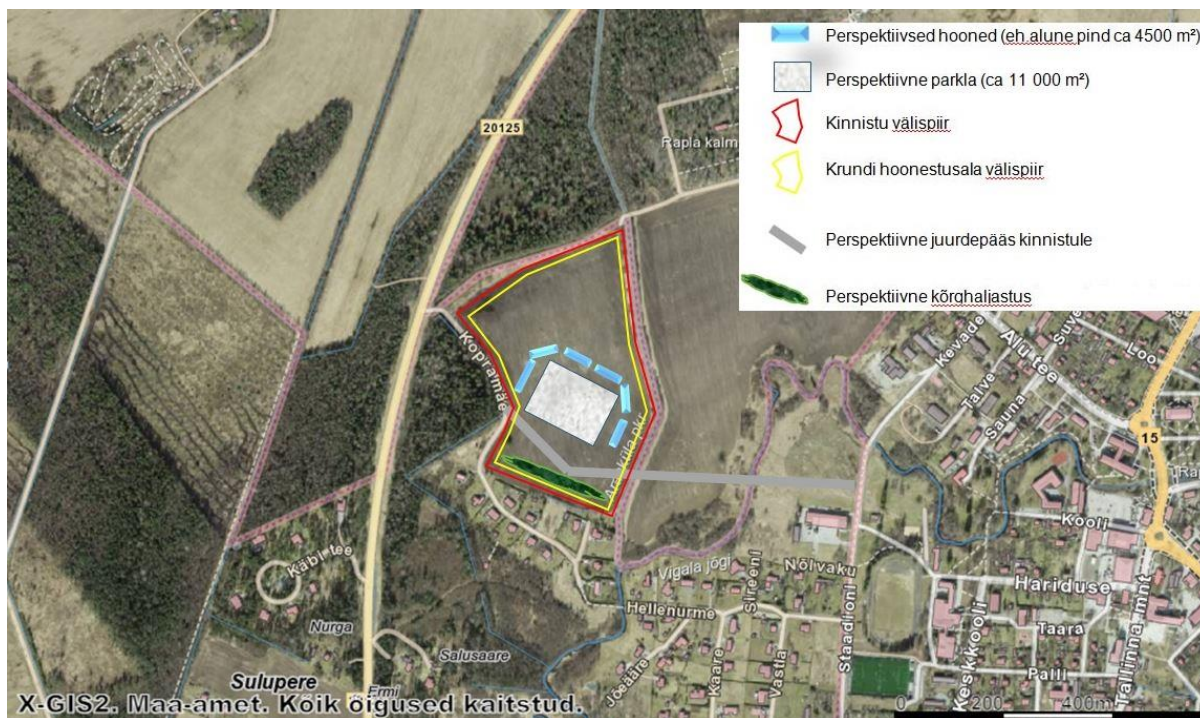 Perspektiivsed hooned (eh.alune pind ca 4500 m²)
Perspektiivne parkla (ca 11 000 m²)
Kinnistu välispiir
Krundi hoonestusala välispiir
Perspektiivne juurdepääs kinnistule
Perspektiivne kõrghaljastus
20125
Rapla kalm
Kopramäe
Kevade
Alu tee
Talve
Sauna
Suve
Loo
15
Kooli
Käbi tee
Nurga
Salusaare
Sulupere
Ermi
Vigala jõgi
Sireeni
Nõlvaku
Hellenurme
Jõeääre
Kaare
Vastla
Staadioni
Hariduse
Keskkooli
Taara
Palli
Tallinna mnt
0 200 400m
X-GIS2. Maa-amet. Kõik õigused kaitstud.